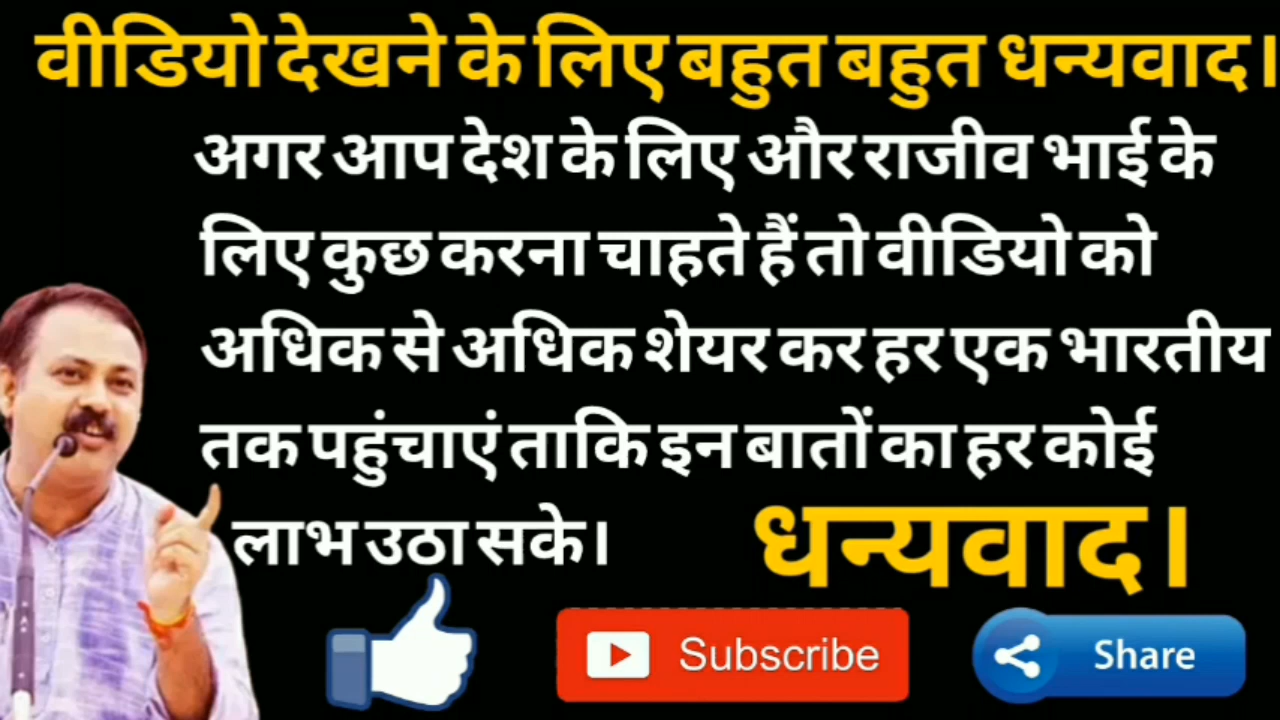 वीडियो देखने के लिए बहुत बहुत धन्यवाद।
अगर आप देश के लिए और राजीव भाई के
लिए कुछ करना चाहते हैं तो वीडियो को
अधिक से अधिक शेयर कर हर एक भारतीय
तक पहुंचाएं ताकि इन बातों का हर कोई
लाभ उठा सके।
धन्यवाद।
Subscribe
Share